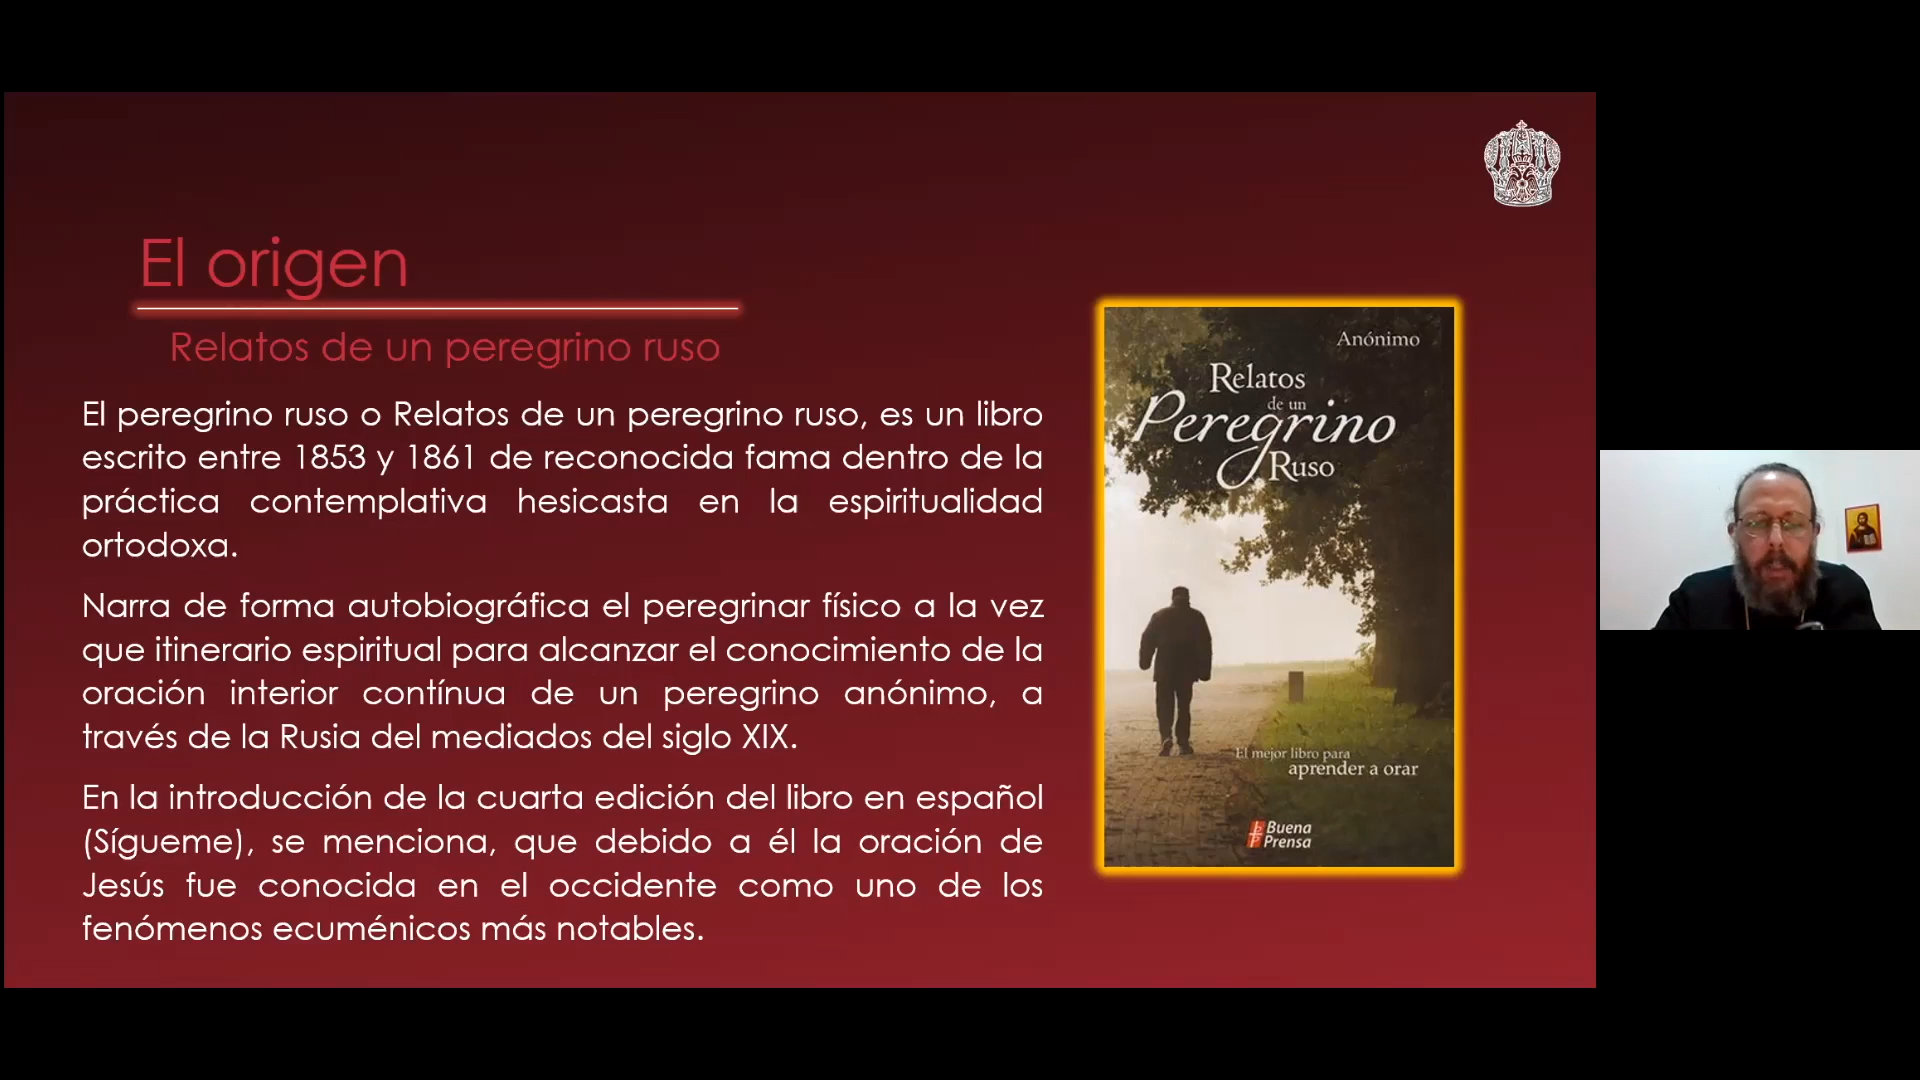 El origen
Relatos de un peregrino ruso
El peregrino ruso o Relatos de un peregrino ruso, es un libro
escrito entre 1853 y 1861 de reconocida fama dentro de la
práctica contemplativa hesicasta en la espiritualidad
ortodoxa.
Narra de forma autobiográfica el peregrinar físico a la vez
que itinerario espiritual para alcanzar el conocimiento de la
oración interior contínua de un peregrino anónimo, a
través de la Rusia del mediados del siglo XIX.
En la introducción de la cuarta edición del libro en español
(Sígueme), se menciona, que debido a él la oración de
Jesús fue conocida en el occidente como uno de los
fenómenos ecuménicos más notables.
Anónimo
Relatos
de un
Peregrino
Ruso
El mejor libro para
aprender a orar
Buena
Prensa